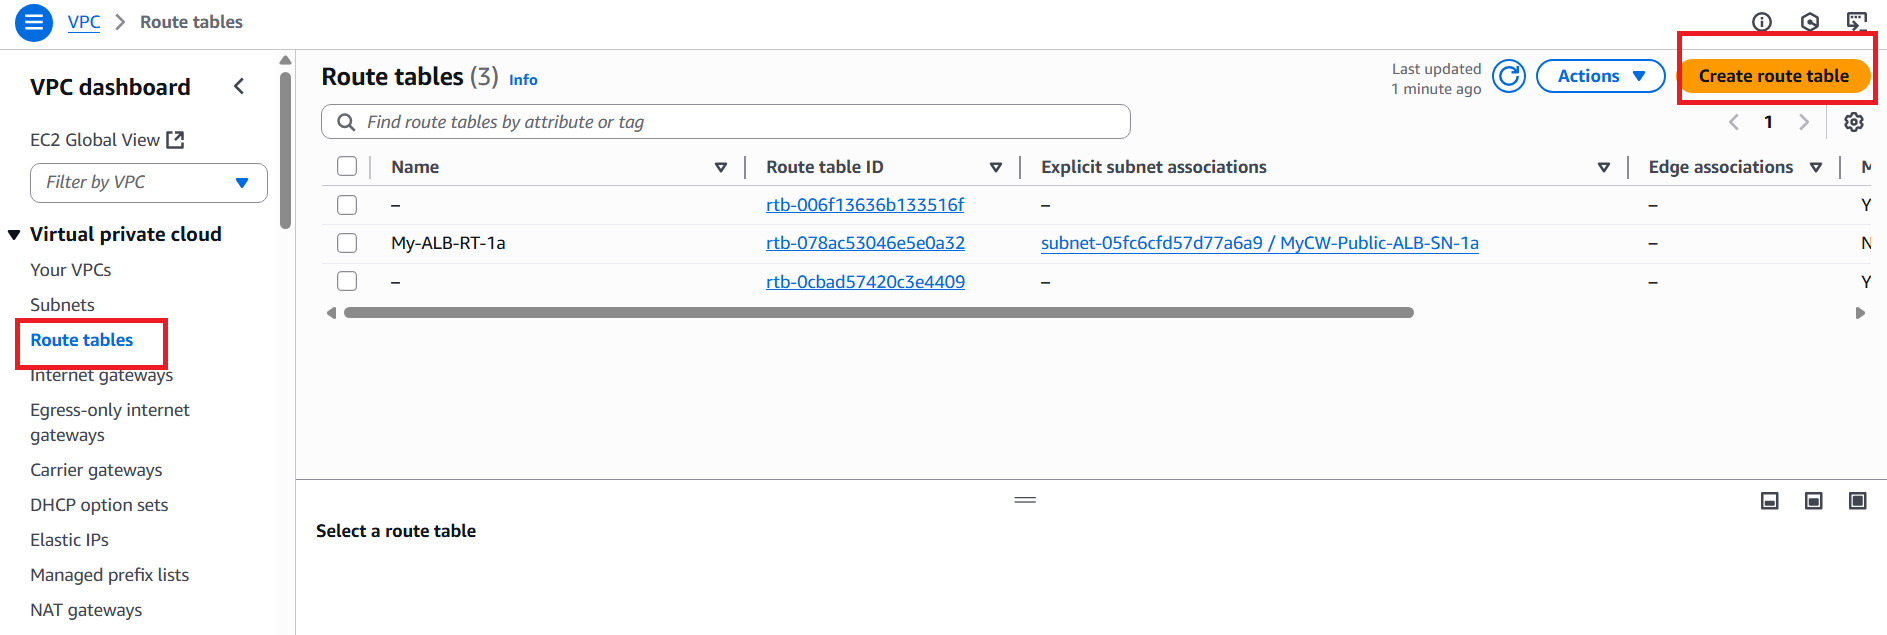 VPC > Route tables
VPC dashboard
EC2 Global View
Filter by VPC
Virtual private cloud
Your VPCs
Subnets
Route tables
Internet gateways
Egress-only internet
gateways
Carrier gateways
DHCP option sets
Elastic IPs
Managed prefix lists
NAT gateways
Route tables (3) Info
Last updated
1 minute ago
Actions
Create route table
Find route tables by attribute or tag
1
Name Route table ID Explicit subnet associations Edge associations M
– rtb-006f13636b133516f – – Y
My-ALB-RT-1a rtb-078ac53046e5e0a32 subnet-05fc6cfd57d77a6a9 / MyCW-Public-ALB-SN-1a – N
– rtb-0cbad57420c3e4409 – – Y
Select a route table